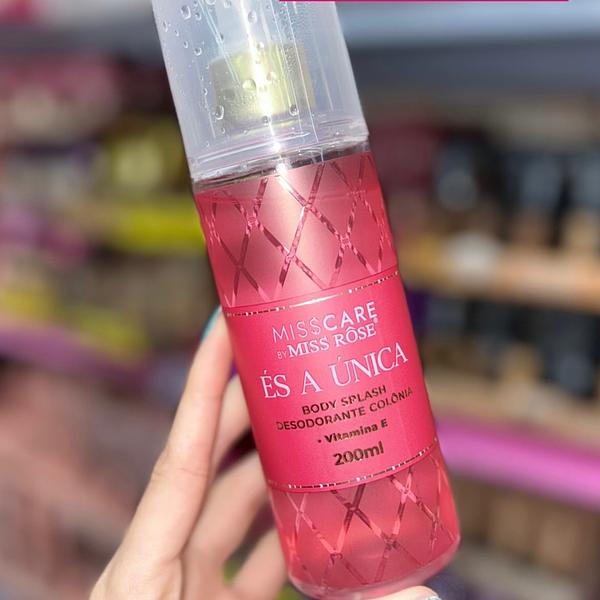 MISSCARE
BY MISS RÔSE®
ÉS A ÚNICA
BODY SPLASH
DESODORANTE COLÔNIA
• Vitamina E
200ml